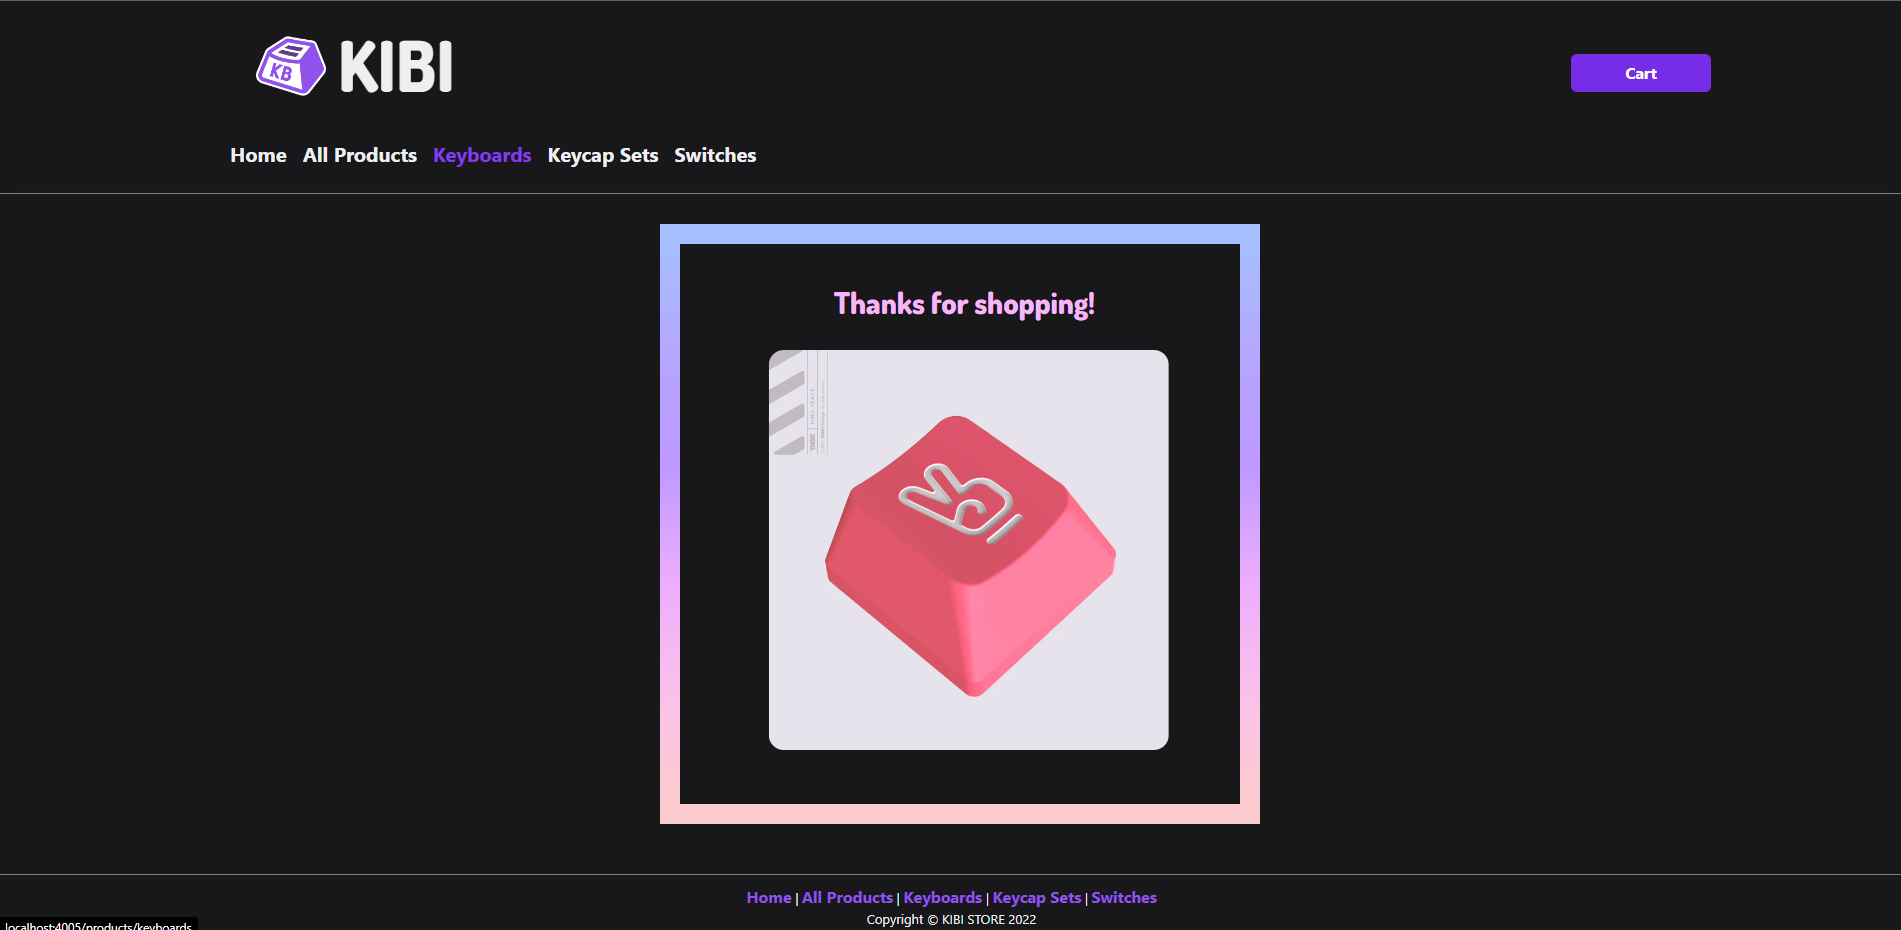 KB
KIBI
Cart
Home All Products Keyboards Keycap Sets Switches
Thanks for shopping!
Home | All Products | Keyboards | Keycap Sets | Switches
Copyright © KIBI STORE 2022
localhost:4005/products/keyboards